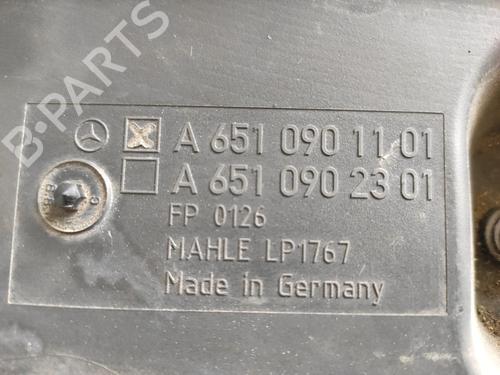 B-PARTS
A 651 090 11 01
A 651 090 23 01
FP 0126
MAHLE LP1767
Made in Germany